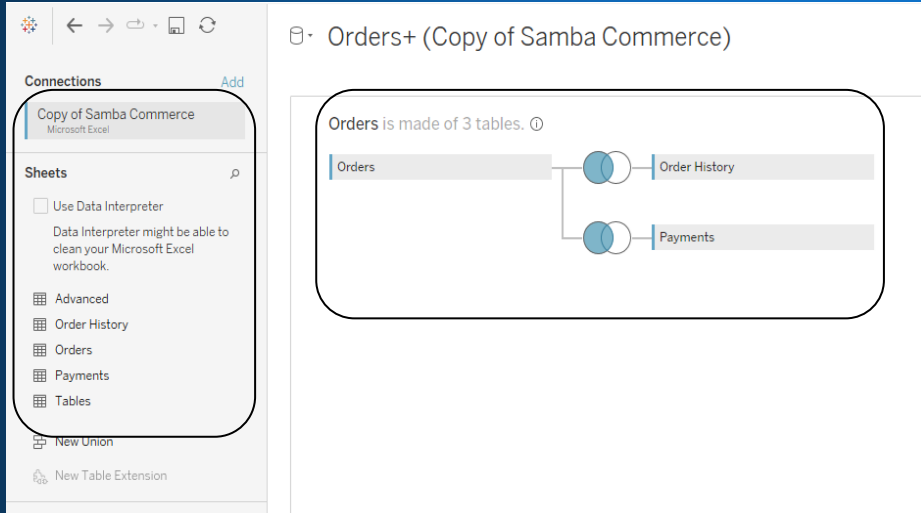 Orders+ (Copy of Samba Commerce)
Connections
Add
Copy of Samba Commerce
Microsoft Excel
Sheets
Use Data Interpreter
Data Interpreter might be able to
clean your Microsoft Excel
workbook.
Advanced
Order History
Orders
Payments
Tables
New Union
New Table Extension
Orders is made of 3 tables.
Orders
Order History
Payments